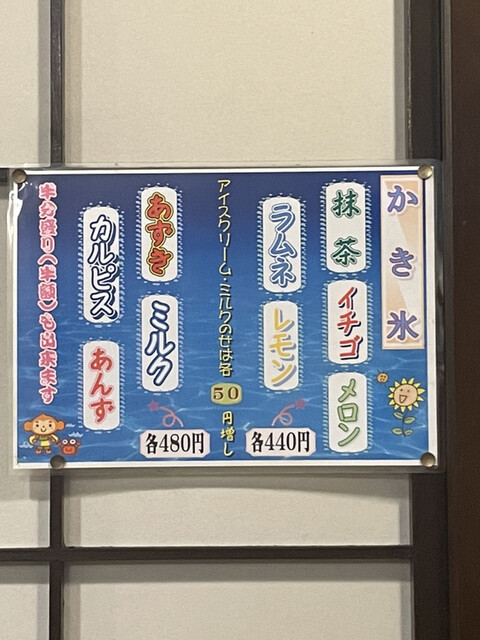 かき氷
抹茶
イチゴ
メロン
ラムネ
レモン
各440円
アイスクリーム・ミルクのせは各50円増し
あずき
ミルク
カルピス
あんず
各480円
半分盛り(半額)も出来ます